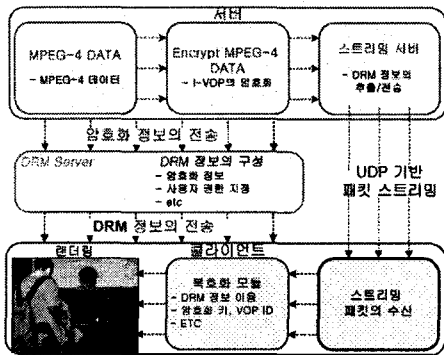 서버
MPEG-4 DATA
- MPEG-4 데이터
Encrypt MPEG-4
DATA
- I-VOP의 암호화
스트리밍 서버
- DRM 정보의
추출/전송
암호화 정보의 전송
DRM Server
DRM 정보의 구성
- 암호화 정보
- 사용자 권한 지정
- etc
UDP 기반
패킷 스트리밍
DRM 정보의 전송
랜더링
클라이언트
복호화 모듈
- DRM 정보 이용
- 암호화 키, VOP ID
- ETC
스트리밍
패킷의 수신